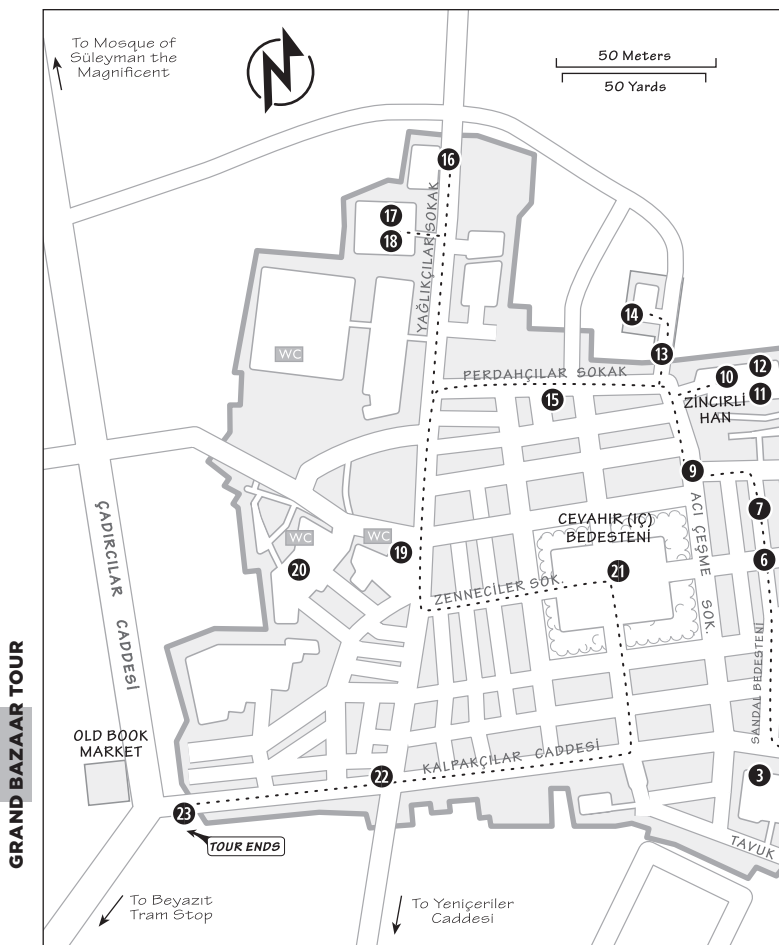 To Mosque of
Süleyman the
Magnificent
N
50 Meters
50 Yards
16
17
18
YAĞLIKÇILAR SOKAK
WC
14
13
PERDAHÇILAR SOKAK
15
10
12
11
ZİNCIRLİ
HAN
9
ACI ÇEŞME SOK.
7
6
CEVAHIR (IÇ)
BEDESTENİ
21
WC
19
WC
20
ZENNECİLER SOK.
ÇADIRCILAR CADDESİ
SANDAL BEDESTENİ
OLD BOOK
MARKET
KALPAKÇILAR CADDESİ
22
3
23
TOUR ENDS
TAVUK
To Beyazıt
Tram Stop
To Yeniçeriler
Caddesi
GRAND BAZAAR TOUR